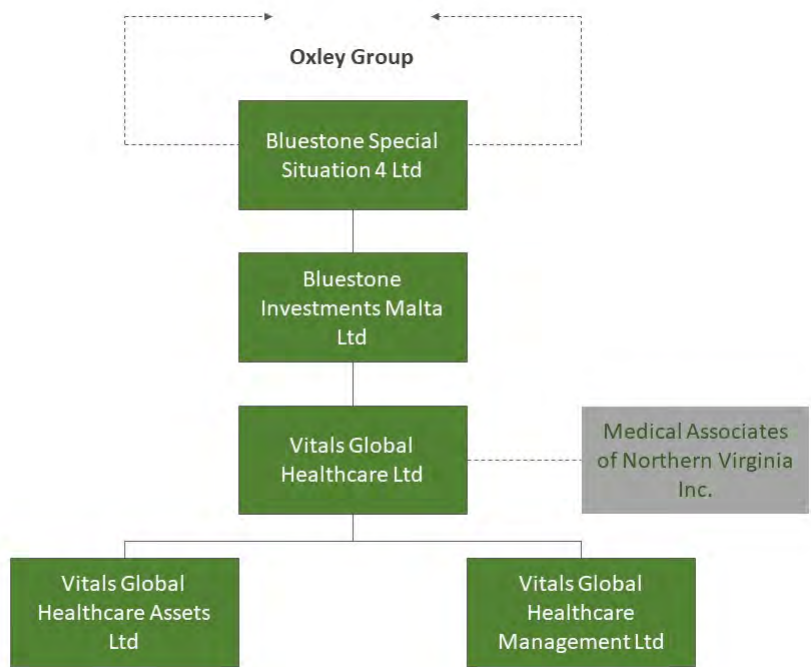 Oxley Group
Bluestone Special
Situation 4 Ltd
Bluestone
Investments Malta
Ltd
Vitals Global
Healthcare Ltd
Medical Associates
of Northern Virginia
Inc.
Vitals Global
Healthcare Assets
Ltd
Vitals Global
Healthcare
Management Ltd